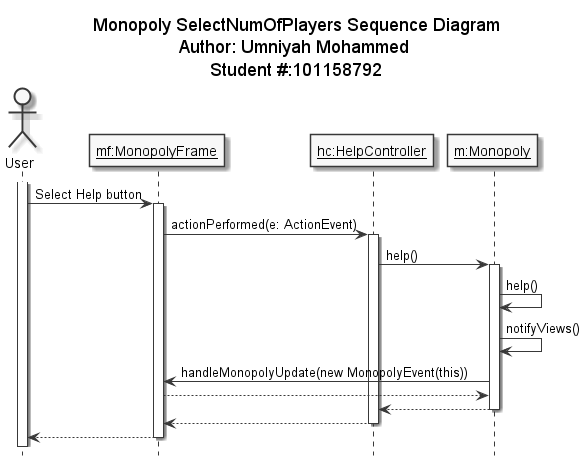 Monopoly SelectNumOfPlayers Sequence Diagram
Author: Umniyah Mohammed
Student #:101158792
User
mf:MonopolyFrame
hc:HelpController
m:Monopoly
Select Help button
actionPerformed(e: ActionEvent)
help()
help()
notifyViews()
handleMonopolyUpdate(new MonopolyEvent(this))